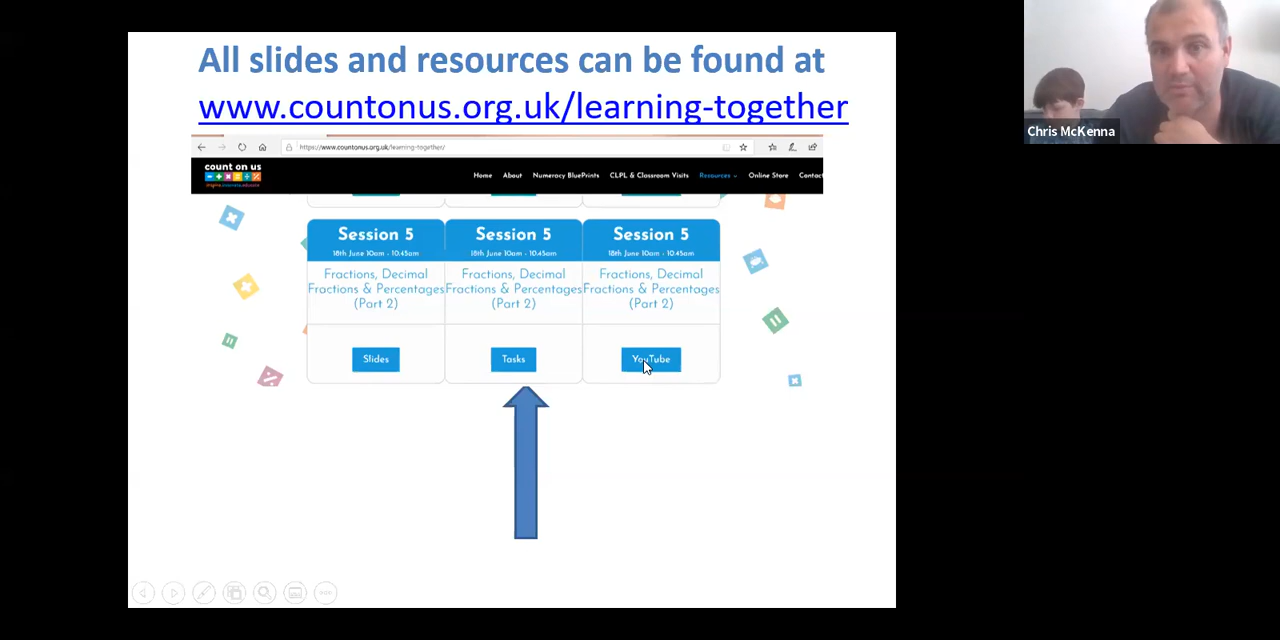 All slides and resources can be found at
www.countonus.org.uk/learning-together
https://www.countonus.org.uk/learning-together/
count on us
Home About Numeracy BluePrints CLPL & Classroom Visits Resources Online Store Contact
Session 5 Session 5 Session 5
18th June 10am - 10.45am 18th June 10am - 10.45am 18th June 10am - 10.45am
Fractions, Decimal Fractions, Decimal Fractions, Decimal
Fractions & Percentages Fractions & Percentages Fractions & Percentages
(Part 2) (Part 2) (Part 2)
Slides Tasks YouTube
Chris McKenna